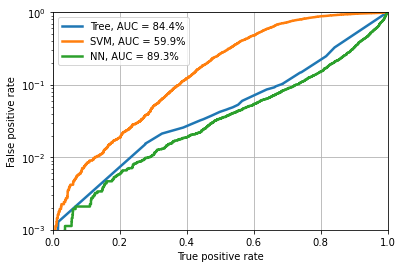 10⁰
Tree, AUC = 84.4%
SVM, AUC = 59.9%
NN, AUC = 89.3%
10⁻¹
False positive rate
10⁻²
10⁻³
0.0 0.2 0.4 0.6 0.8 1.0
True positive rate